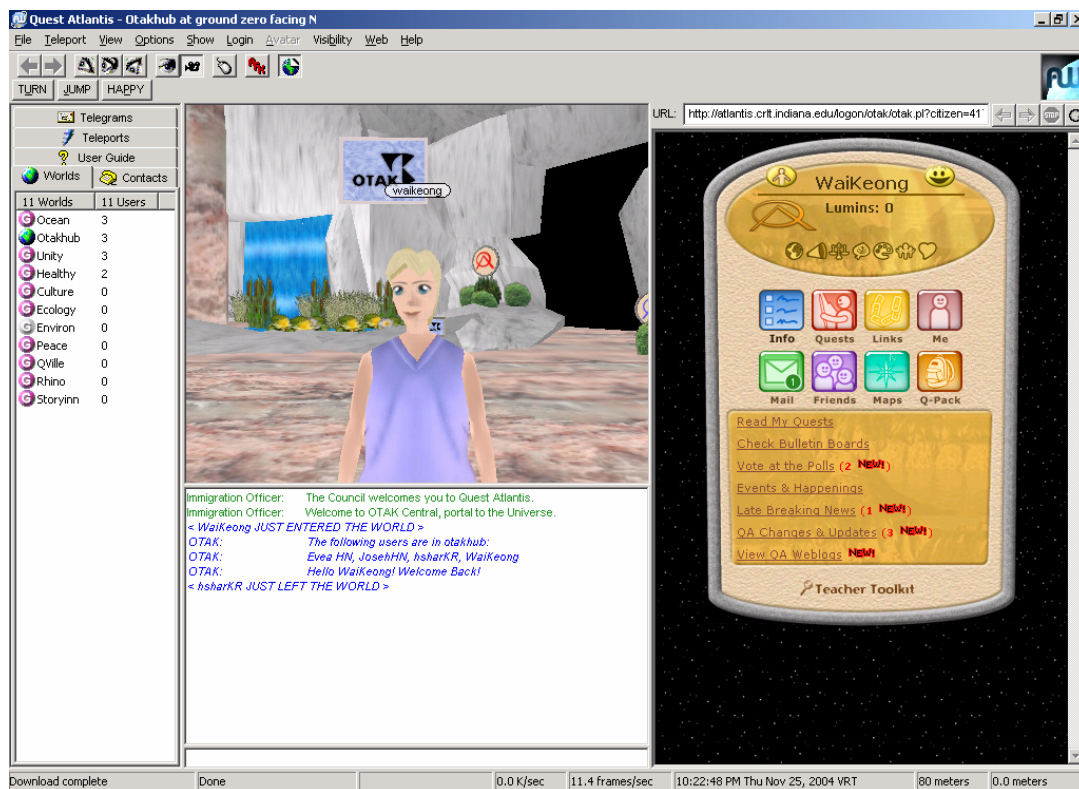 Quest Atlantis - Otakhub at ground zero facing N
File Teleport View Options Show Login Avatar Visibility Web Help
TURN JUMP HAPPY
Telegrams
Teleports
User Guide
Worlds Contacts
11 Worlds 11 Users
Ocean 3
Otakhub 3
Unity 3
Healthy 2
Culture 0
Ecology 0
Environ 0
Peace 0
QVille 0
Rhino 0
Storyinn 0
OTAK
waikeong
Immigration Officer: The Council welcomes you to Quest Atlantis.
Immigration Officer: Welcome to OTAK Central, portal to the Universe.
< WaiKeong JUST ENTERED THE WORLD >
OTAK: The following users are in otakhub:
OTAK: Evea HN, JosehHN, hsharKR, WaiKeong
OTAK: Hello WaiKeong! Welcome Back!
< hsharKR JUST LEFT THE WORLD >
URL: http://atlantis.crlt.indiana.edu/logon/otak/otak.pl?citizen=41
STOP
WaiKeong
Lumins: 0
Info Quests Links Me
1
Mail Friends Maps Q-Pack
Read My Quests
Check Bulletin Boards
Vote at the Polls (2 NEW!)
Events & Happenings
Late Breaking News (1 NEW!)
QA Changes & Updates (3 NEW!)
View QA Weblogs NEW!
Teacher Toolkit
Download complete Done 0.0 K/sec 11.4 frames/sec 10:22:48 PM Thu Nov 25, 2004 VRT 80 meters 0.0 meters